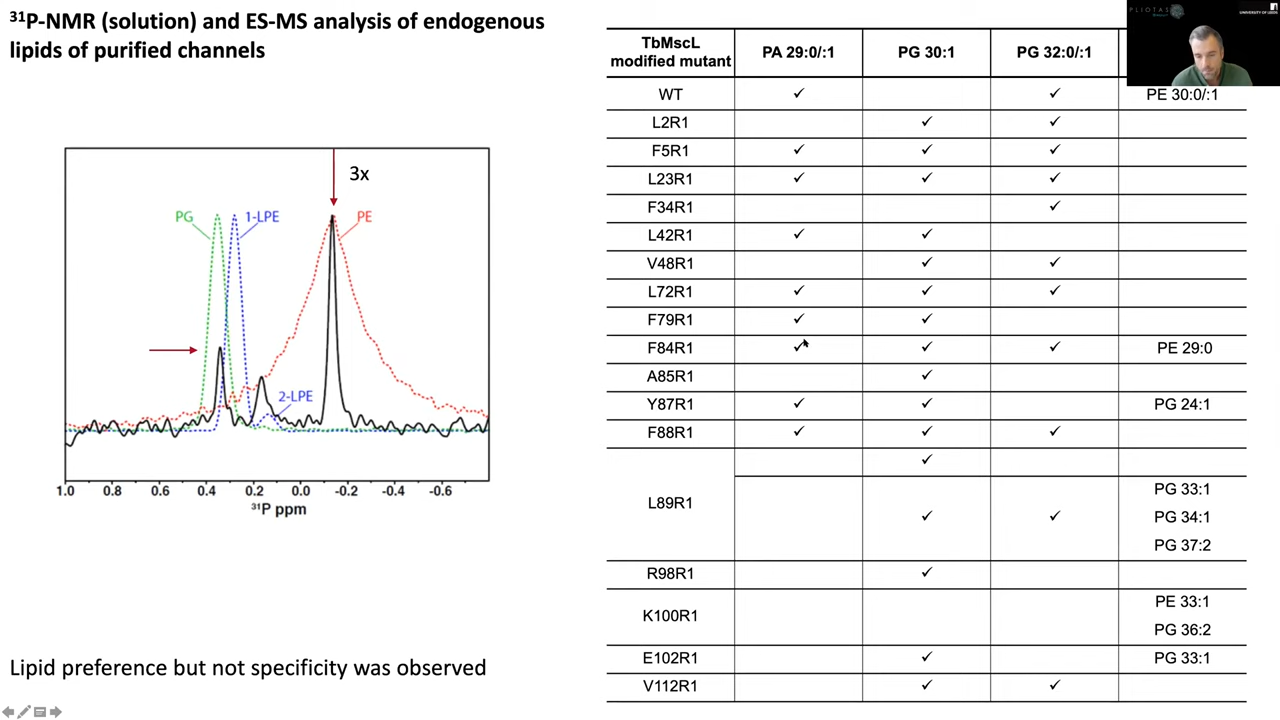 ³¹P-NMR (solution) and ES-MS analysis of endogenous
lipids of purified channels
3x
PG
1-LPE
PE
2-LPE
1.0 0.8 0.6 0.4 0.2 0.0 -0.2 -0.4 -0.6
³¹P ppm
Lipid preference but not specificity was observed
PLIOTAS
UNIVERSITY OF LEEDS
TbMscL
modified mutant
PA 29:0/:1 PG 30:1 PG 32:0/:1
WT ✓ ✓ PE 30:0/:1
L2R1 ✓ ✓
F5R1 ✓ ✓ ✓
L23R1 ✓ ✓ ✓
F34R1 ✓
L42R1 ✓ ✓
V48R1 ✓ ✓
L72R1 ✓ ✓ ✓
F79R1 ✓ ✓
F84R1 ✓ ✓ ✓ PE 29:0
A85R1 ✓
Y87R1 ✓ ✓ PG 24:1
F88R1 ✓ ✓ ✓
✓
PG 33:1
L89R1 ✓ ✓ PG 34:1
PG 37:2
R98R1 ✓
PE 33:1
K100R1
PG 36:2
E102R1 ✓ PG 33:1
V112R1 ✓ ✓